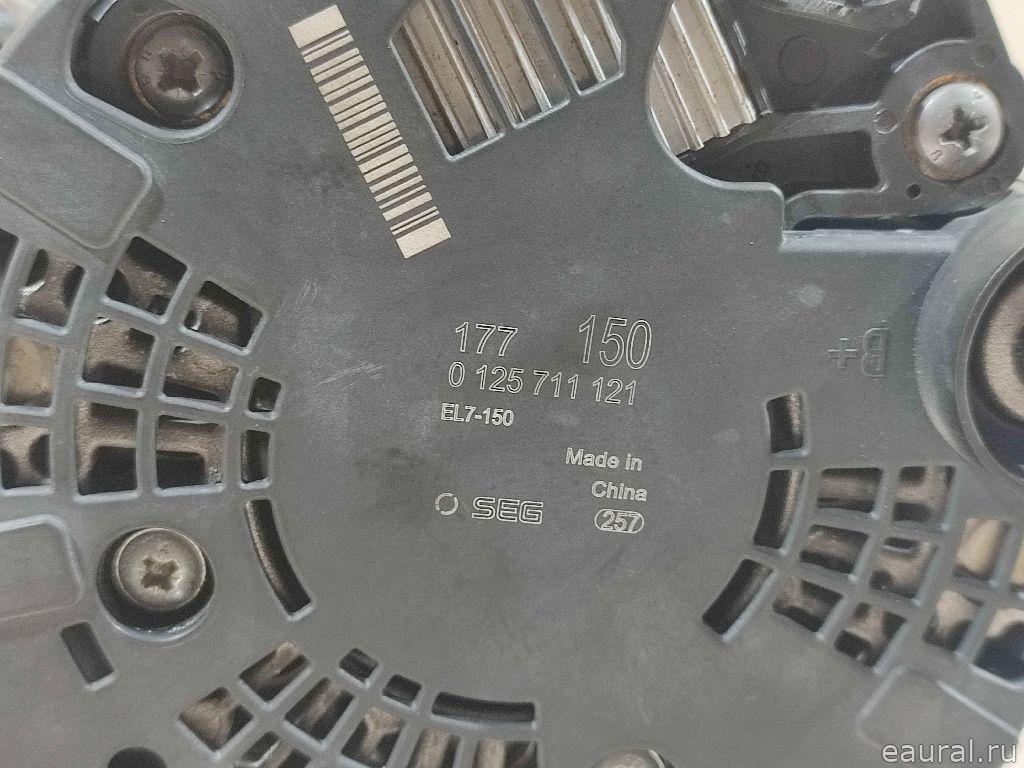 177 150
0 125 711 121
EL7-150
B+
Made in
China
SEG 257
eaural.ru